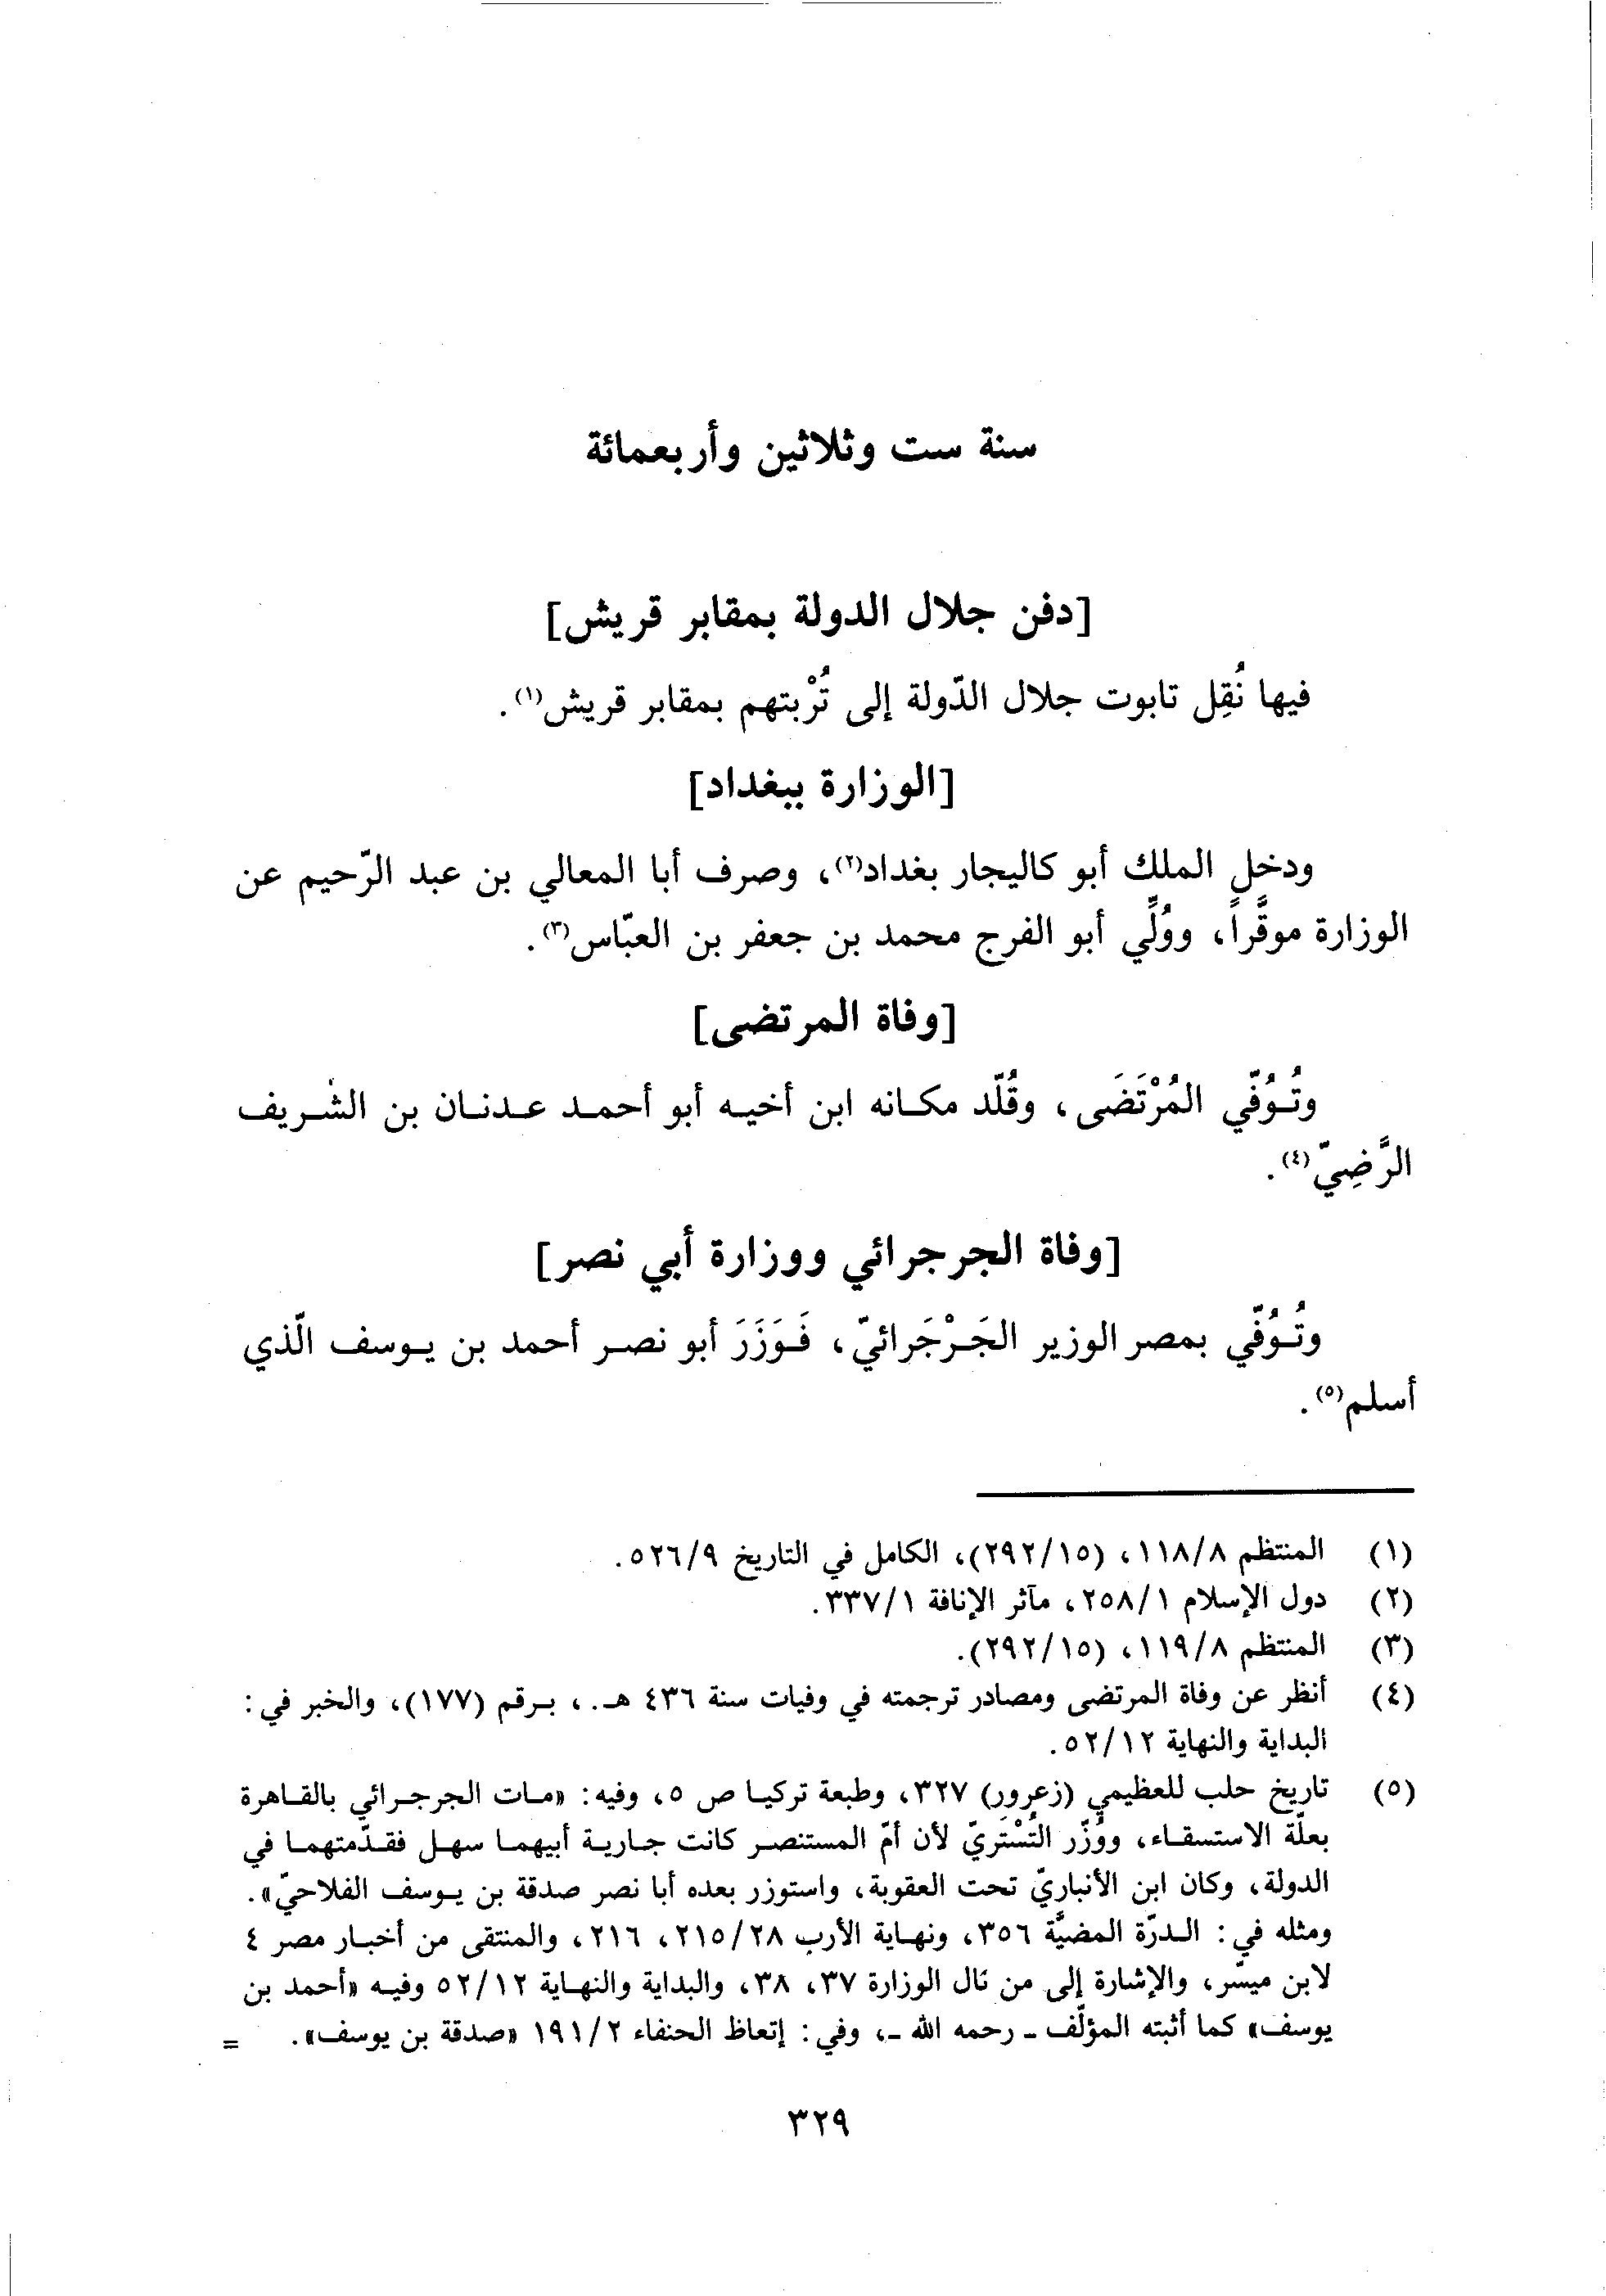 سنة ست وثلاثين وأربعمائة
[دفن جلال الدولة بمقابر قريش]
فيها نُقِل تابوت جلال الدّولة إلى تُرْبتهم بمقابر قريش(١).
[الوزارة ببغداد]
ودخل الملك أبو كاليجار بغداد(٢)، وصرف أبا المعالي بن عبد الرّحيم عن
الوزارة موقَّراً، ووُلِّي أبو الفرج محمد بن جعفر بن العبّاس(٣).
[وفاة المرتضى]
وتُوُفّي المُرْتَضَى، وقُلّد مكانه ابن أخيه أبو أحمد عدنان بن الشريف
الرَّضِيّ(٤).
[وفاة الجرجرائي ووزارة أبي نصر]
وتُوُفّي بمصر الوزير الجَرْجَرائيّ، فَوَزَرَ أبو نصر أحمد بن يوسف الّذي
أسلم(٥).
(١) المنتظم ١١٨/٨، (٢٩٢/١٥)، الكامل في التاريخ ٥٢٦/٩.
(٢) دول الإسلام ٢٥٨/١، مآثر الإنافة ٣٣٧/١.
(٣) المنتظم ١١٩/٨، (٢٩٢/١٥).
(٤) أنظر عن وفاة المرتضى ومصادر ترجمته في وفيات سنة ٤٣٦ هـ.، برقم (١٧٧)، والخبر في:
البداية والنهاية ٥٢/١٢.
(٥) تاريخ حلب للعظيمي (زعرور) ٣٢٧، وطبعة تركيا ص ٥، وفيه: «مات الجرجرائي بالقاهرة
بعلّة الاستسقاء، ووُزّر التُسْتَريّ لأن أمّ المستنصر كانت جارية أبيهما سهل فقدّمتهما في
الدولة، وكان ابن الأنباريّ تحت العقوبة، واستوزر بعده أبا نصر صدقة بن يوسف الفلاحيّ».
ومثله في: الدرّة المضيَّة ٣٥٦، ونهاية الأرب ٢١٥/٢٨، ٢١٦، والمنتقى من أخبار مصر ٤
لابن ميسّر، والإشارة إلى من نال الوزارة ٣٧، ٣٨، والبداية والنهاية ٥٢/١٢ وفيه «أحمد بن
يوسف» كما أثبته المؤلّف ـ رحمه الله ـ، وفي: إتعاظ الحنفاء ١٩١/٢ «صدقة بن يوسف». =
٣٢٩